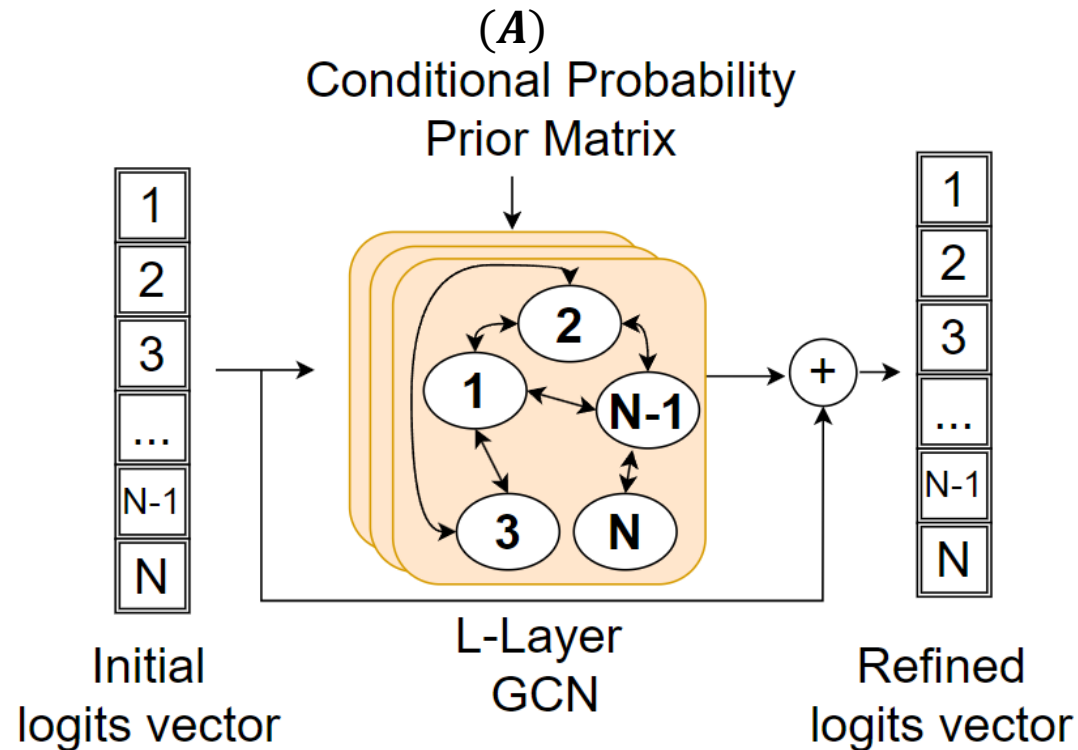 (A)
Conditional Probability
Prior Matrix
1
2
3
...
N-1
N
Initial
logits vector
2
1
N-1
3
N
L-Layer
GCN
+
1
2
3
...
N-1
N
Refined
logits vector